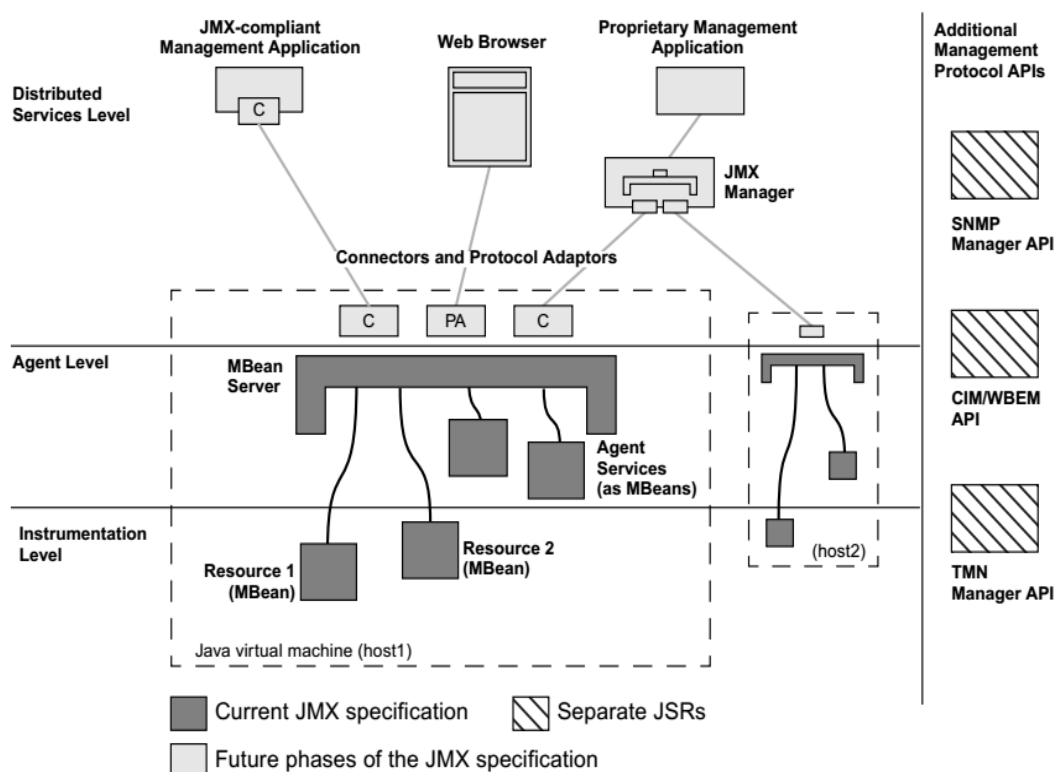 JMX-compliant
Management Application
Web Browser
Proprietary Management
Application
Additional
Management
Protocol APIs
Distributed
Services Level
C
JMX
Manager
SNMP
Manager API
Connectors and Protocol Adaptors
C
PA
C
Agent Level
MBean
Server
CIM/WBEM
API
Agent
Services
(as MBeans)
Instrumentation
Level
Resource 1
(MBean)
Resource 2
(MBean)
(host2)
TMN
Manager API
Java virtual machine (host1)
Current JMX specification
Separate JSRs
Future phases of the JMX specification